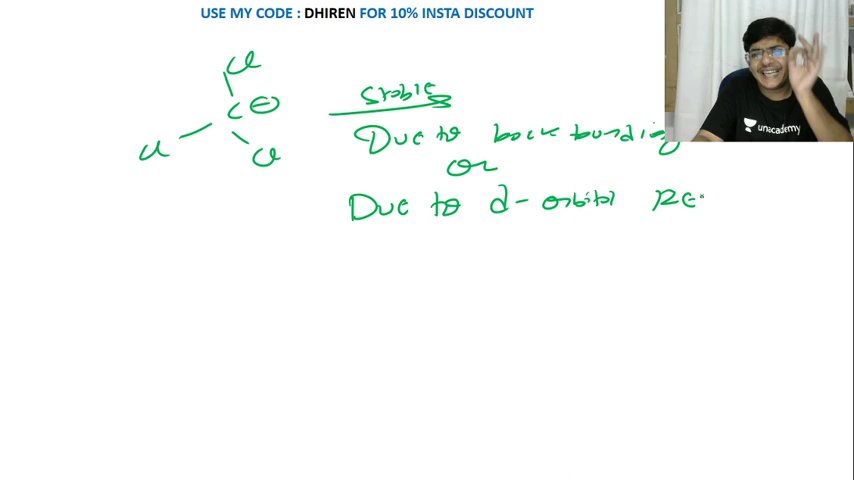 USE MY CODE : DHIREN FOR 10% INSTA DISCOUNT
Cl
C ⊖
Cl
Cl
Stable
Due to back bonding
or
Due to d- orbital Re
unacademy